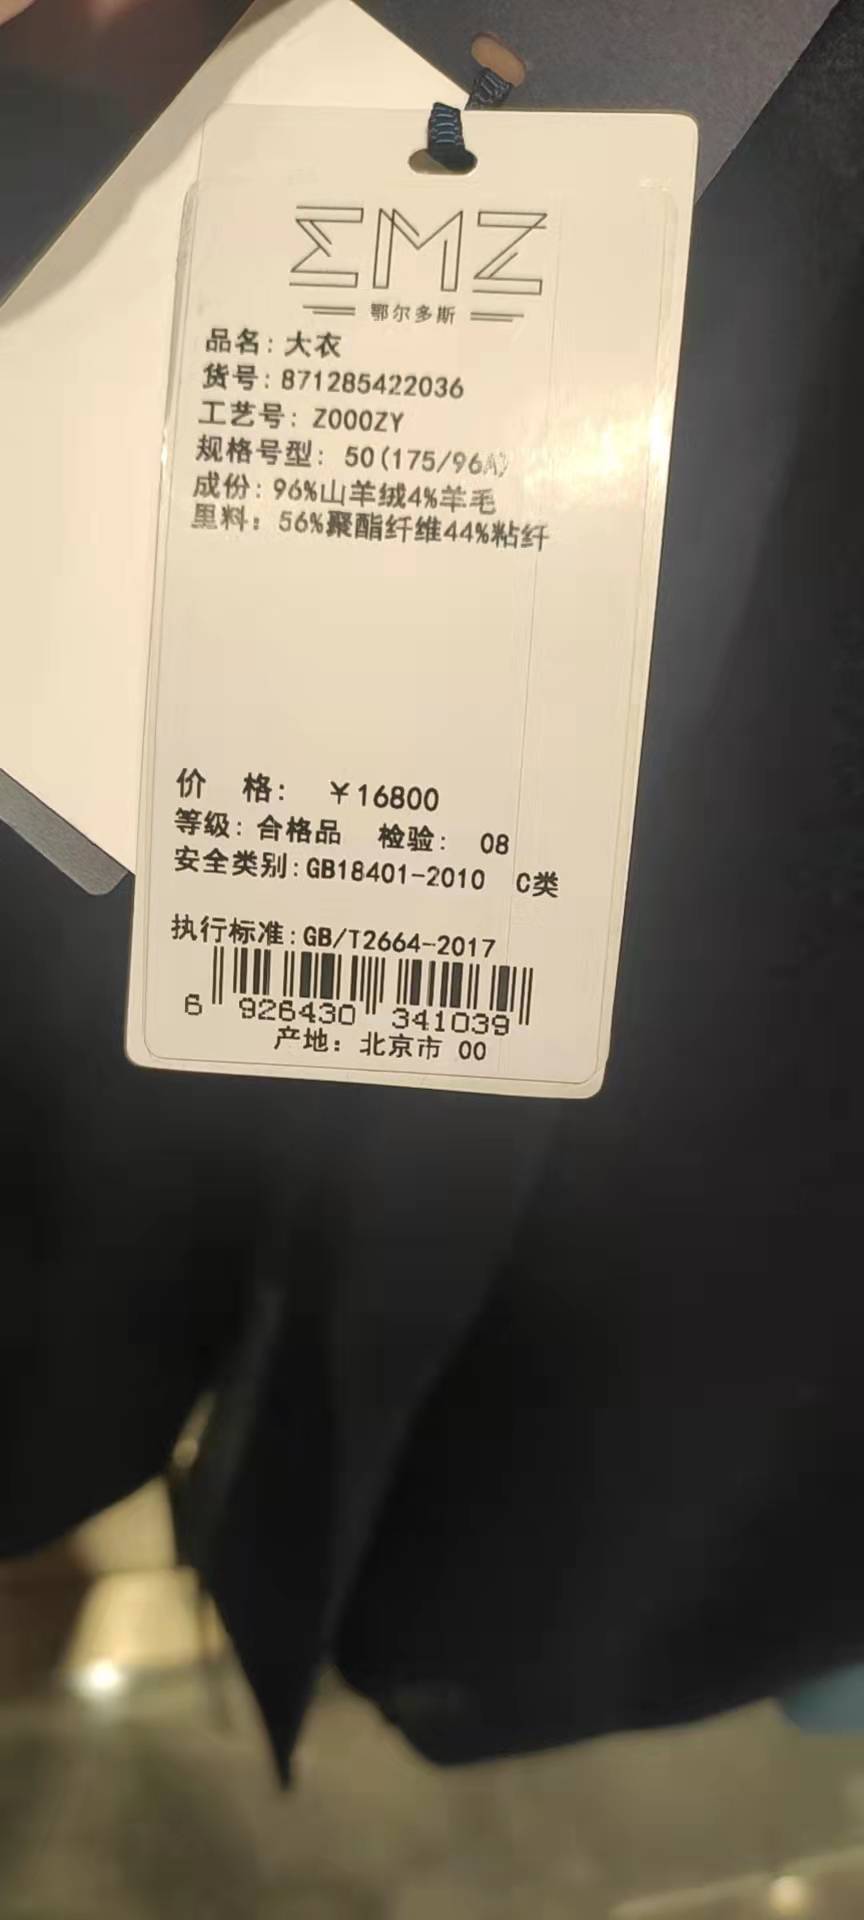 ΣMZ
鄂尔多斯
品名：大衣
货号：871285422036
工艺号：Z000ZY
规格号型：50(175/96A)
成份：96%山羊绒4%羊毛
里料：56%聚酯纤维44%粘纤
价 格： ￥16800
等级：合格品 检验： 08
安全类别：GB18401-2010 C类
执行标准：GB/T2664-2017
6 926430 341039
产地：北京市 00